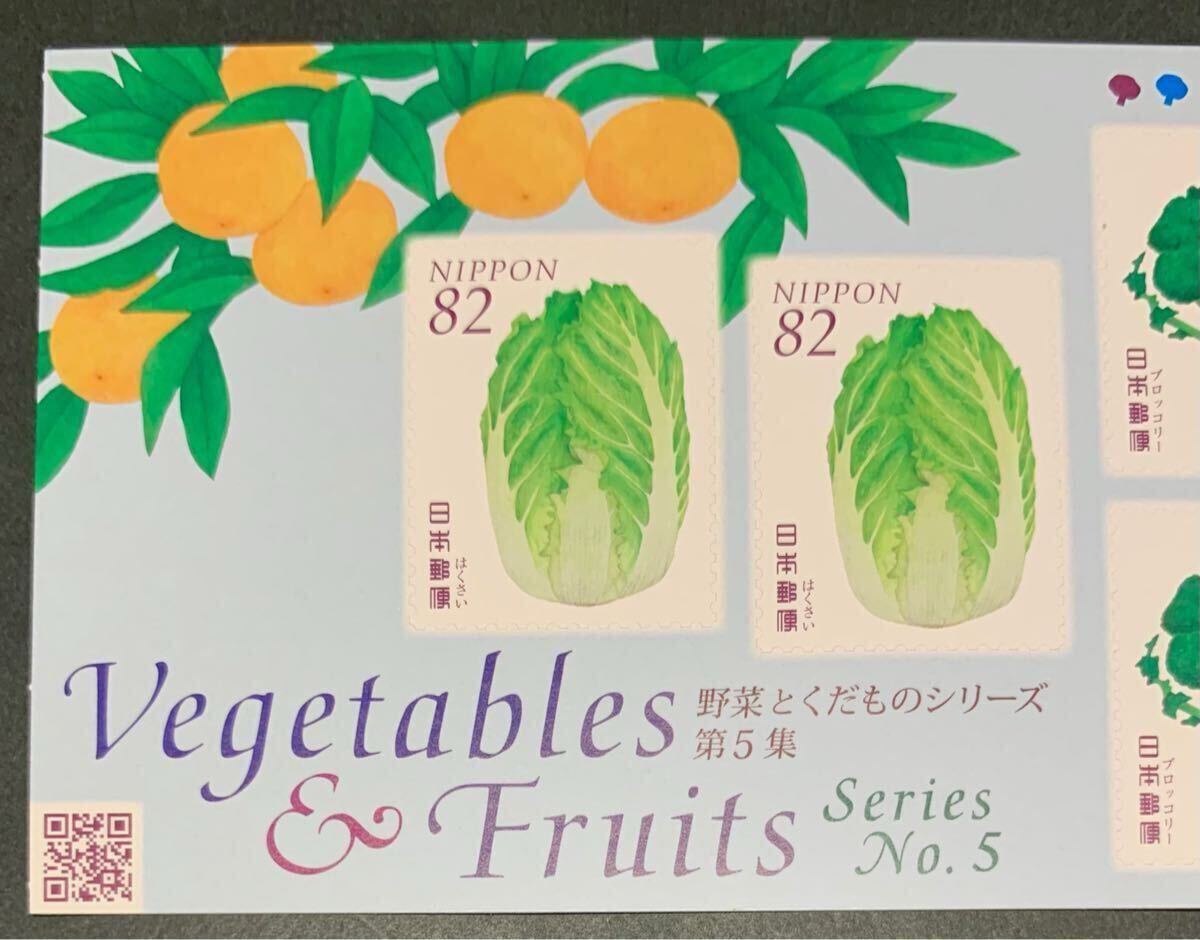 NIPPON
82
日本郵便
はくさい
NIPPON
82
日本郵便
はくさい
日本郵便
ブロッコリー
日本郵便
ブロッコリー
Vegetables
& Fruits
野菜とくだものシリーズ
第5集
Series
No. 5